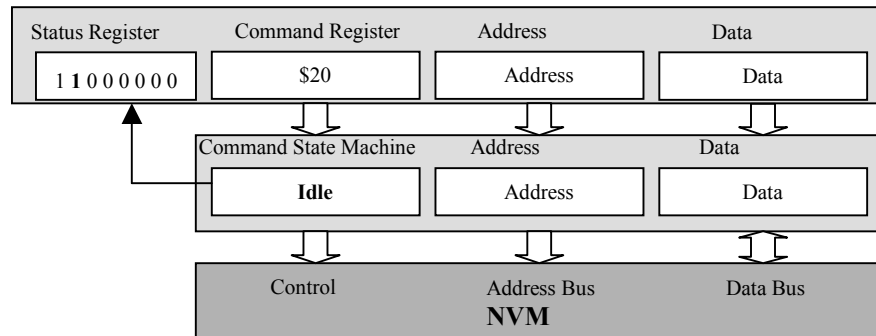 Status Register Command Register Address Data
1 1 0 0 0 0 0 0 $20 Address Data
Command State Machine Address Data
Idle Address Data
Control Address Bus Data Bus
NVM